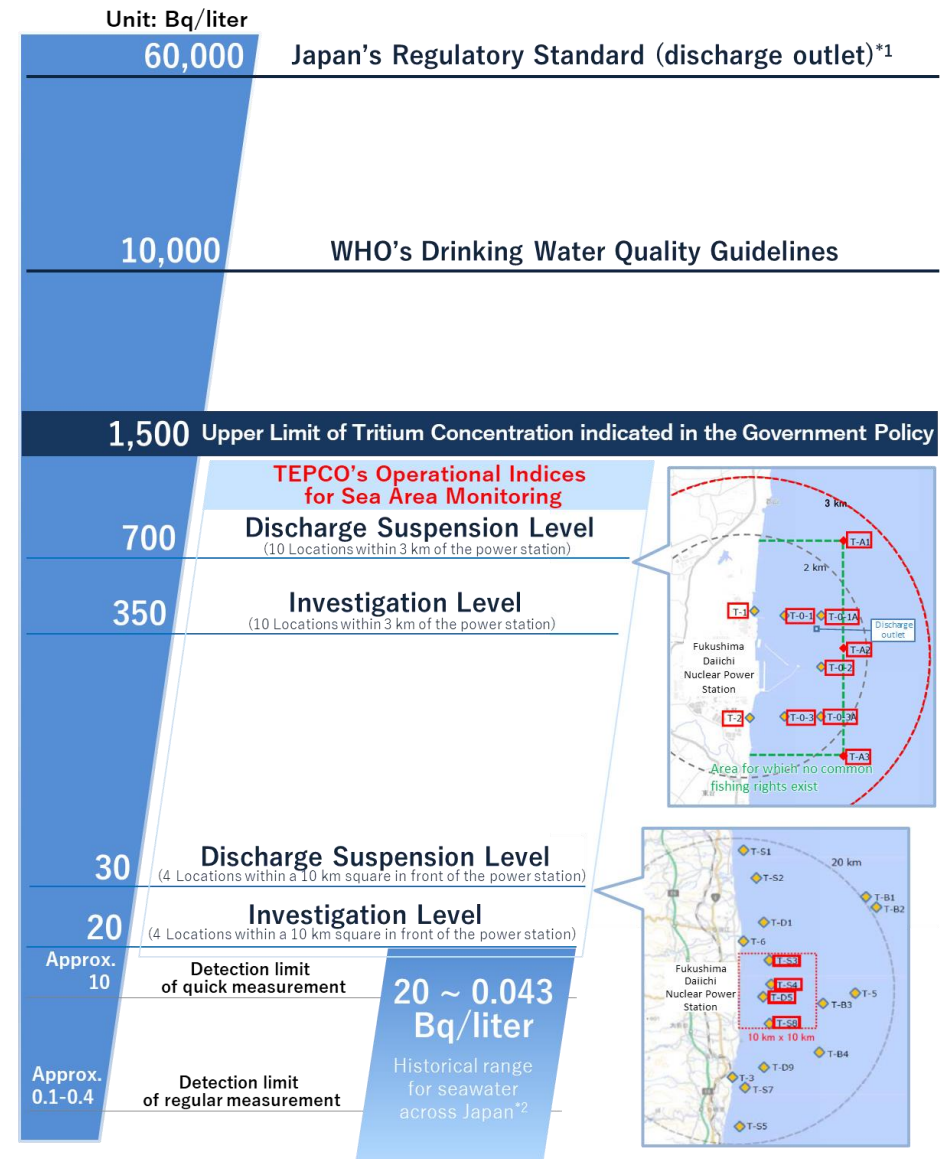 Unit: Bq/liter
60,000
Japan's Regulatory Standard (discharge outlet)*1
10,000
WHO's Drinking Water Quality Guidelines
1,500
Upper Limit of Tritium Concentration indicated in the Government Policy
TEPCO's Operational Indices
for Sea Area Monitoring
700
Discharge Suspension Level
(10 Locations within 3 km of the power station)
350
Investigation Level
(10 Locations within 3 km of the power station)
3 km
T-A1
2 km
T-1
T-0-1
T-0-1A
Discharge
outlet
Fukushima
Daiichi
Nuclear Power
Station
T-A2
T-0-2
T-2
T-0-3
T-0-3A
T-A3
Area for which no common
fishing rights exist
30
Discharge Suspension Level
(4 Locations within a 10 km square in front of the power station)
20
Investigation Level
(4 Locations within a 10 km square in front of the power station)
Approx.
10
Detection limit
of quick measurement
20 ~ 0.043
Bq/liter
Historical range
for seawater
across Japan*2
Approx.
0.1-0.4
Detection limit
of regular measurement
T-S1
20 km
T-S2
T-B1
T-B2
T-D1
T-6
T-S3
Fukushima
Daiichi
Nuclear Power
Station
T-S4
T-D5
T-5
T-B3
T-S8
10 km x 10 km
T-B4
T-D9
T-3
T-S7
T-S5